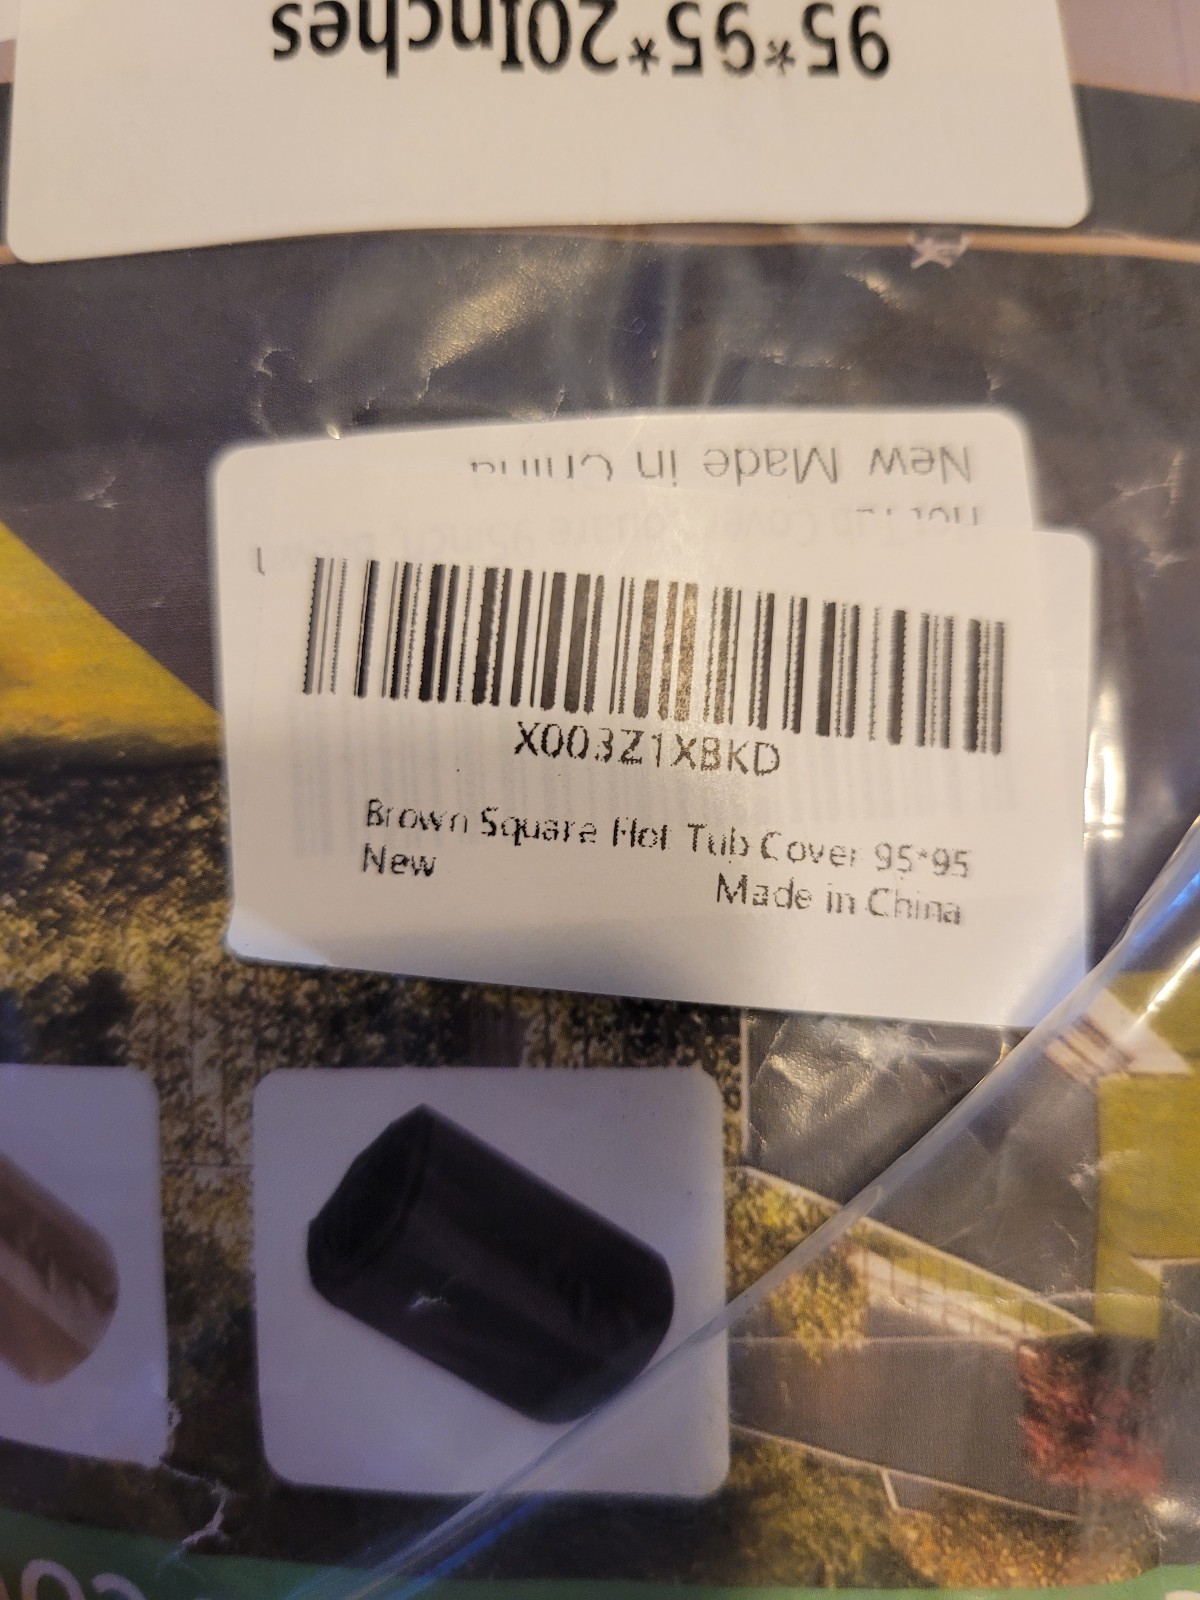 95*95*20Inches
New Made in China
X003Z1XBKD
Brown Square Hot Tub Cover 95*95
New
Made in China